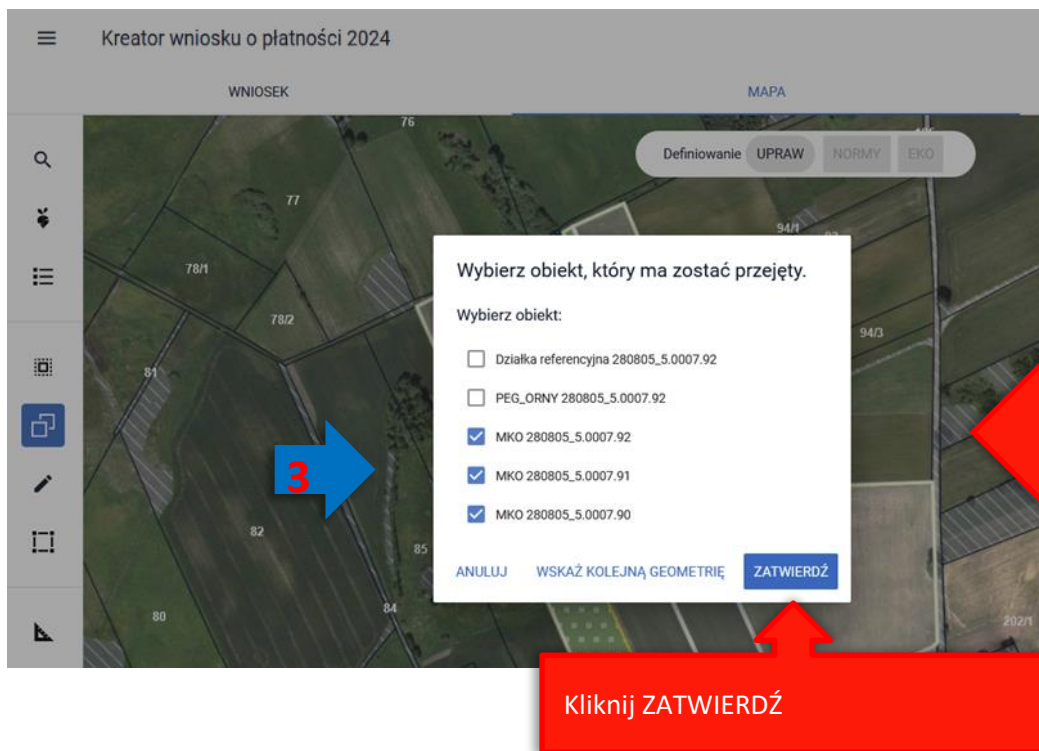 Kreator wniosku o płatności 2024
WNIOSEK
MAPA
76
Definiowanie UPRAW NORMY EKO
77
94/1
Wybierz obiekt, który ma zostać przejęty.
78/1
Wybierz obiekt:
78/2
94/3
Działka referencyjna 280805_5.0007.92
81
PEG_ORNY 280805_5.0007.92
MKO 280805_5.0007.92
3
MKO 280805_5.0007.91
MKO 280805_5.0007.90
82
85
ANULUJ WSKAŻ KOLEJNĄ GEOMETRIĘ ZATWIERDŹ
84
80
202/1
Kliknij ZATWIERDŹ